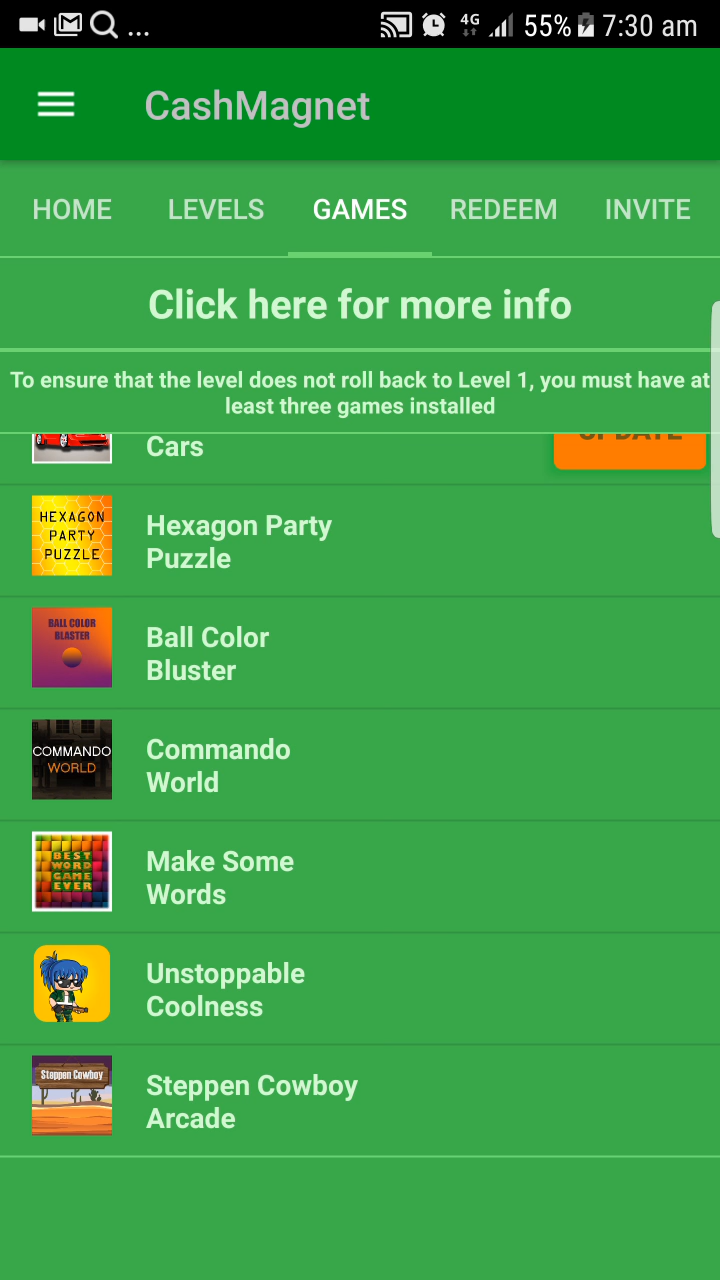 ... 4G 55% 7:30 am
CashMagnet
HOME LEVELS GAMES REDEEM INVITE
Click here for more info
To ensure that the level does not roll back to Level 1, you must have at
least three games installed
UPDATE
Cars
HEXAGON
PARTY
PUZZLE
Hexagon Party
Puzzle
BALL COLOR
BLASTER
Ball Color
Bluster
COMMANDO
WORLD
Commando
World
BEST
WORD
GAME
EVER
Make Some
Words
Unstoppable
Coolness
Steppen Cowboy
Steppen Cowboy
Arcade